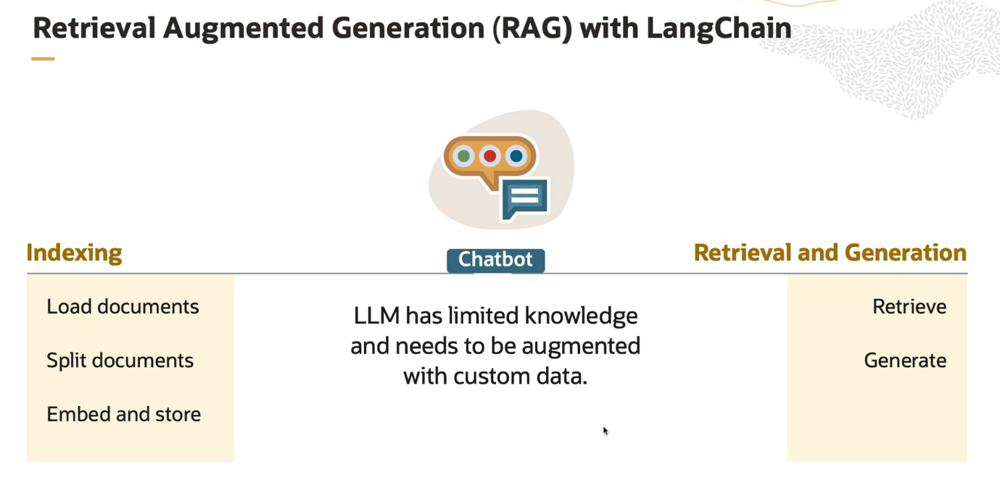 Retrieval Augmented Generation (RAG) with LangChain
Indexing
Chatbot
Retrieval and Generation
Load documents
Split documents
Embed and store
LLM has limited knowledge
and needs to be augmented
with custom data.
Retrieve
Generate